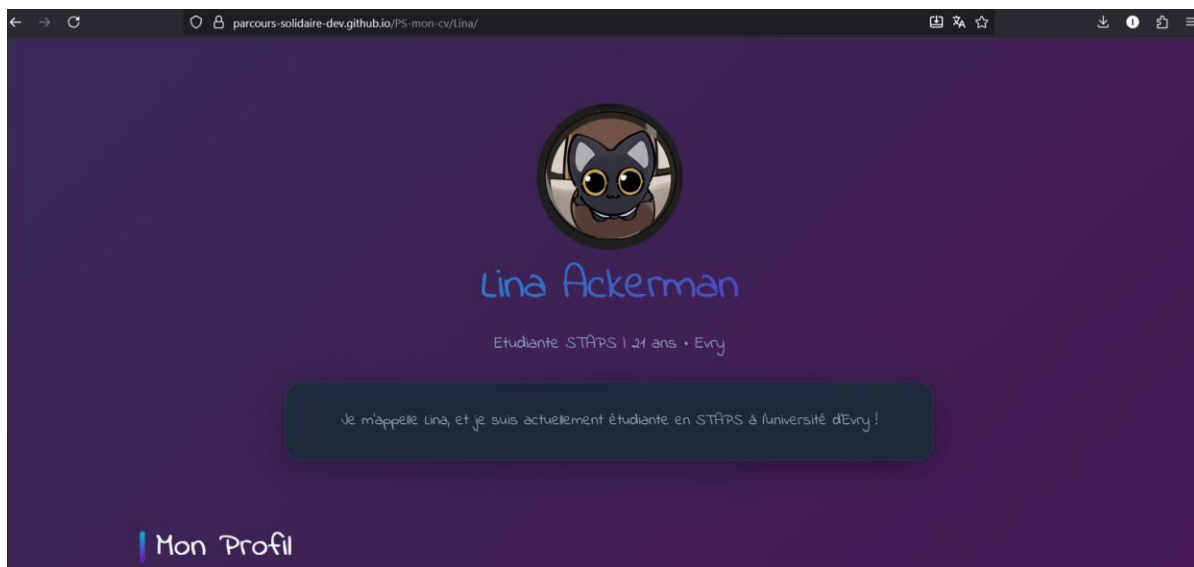 parcours-solidaire-dev.github.io/PS-mon-cv/Lina/
Lina Ackerman
Etudiante STAPS | 21 ans • Evry
Je m'appelle Lina, et je suis actuellement étudiante en STAPS à l'université d'Evry !
Mon Profil